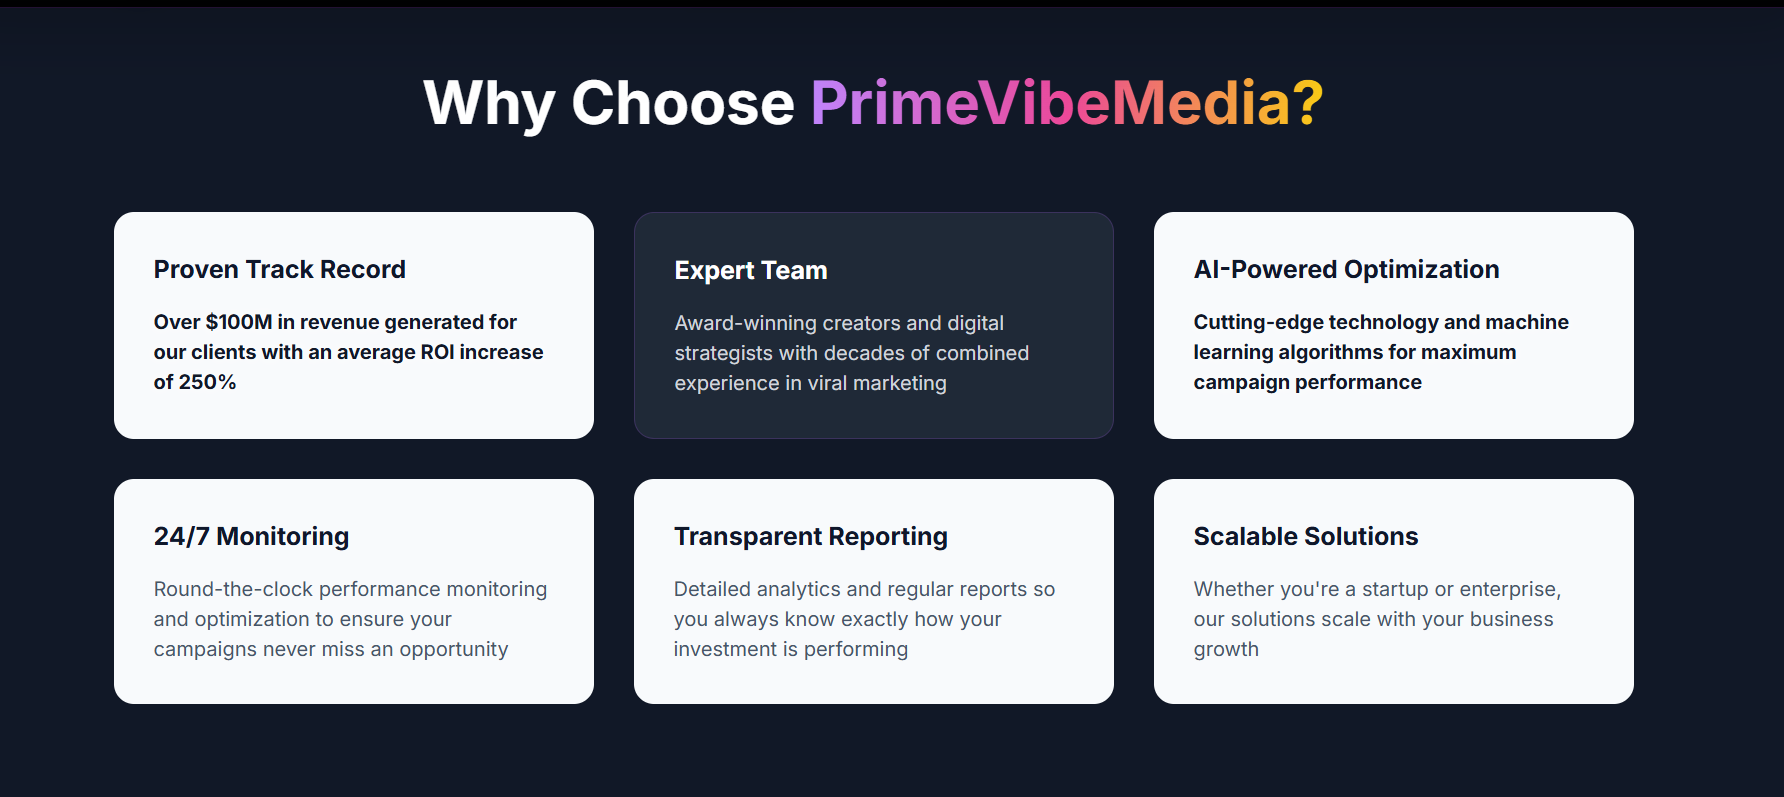 Why Choose PrimeVibeMedia?
Proven Track Record
Over $100M in revenue generated for
our clients with an average ROI increase
of 250%
Expert Team
Award-winning creators and digital
strategists with decades of combined
experience in viral marketing
AI-Powered Optimization
Cutting-edge technology and machine
learning algorithms for maximum
campaign performance
24/7 Monitoring
Round-the-clock performance monitoring
and optimization to ensure your
campaigns never miss an opportunity
Transparent Reporting
Detailed analytics and regular reports so
you always know exactly how your
investment is performing
Scalable Solutions
Whether you're a startup or enterprise,
our solutions scale with your business
growth